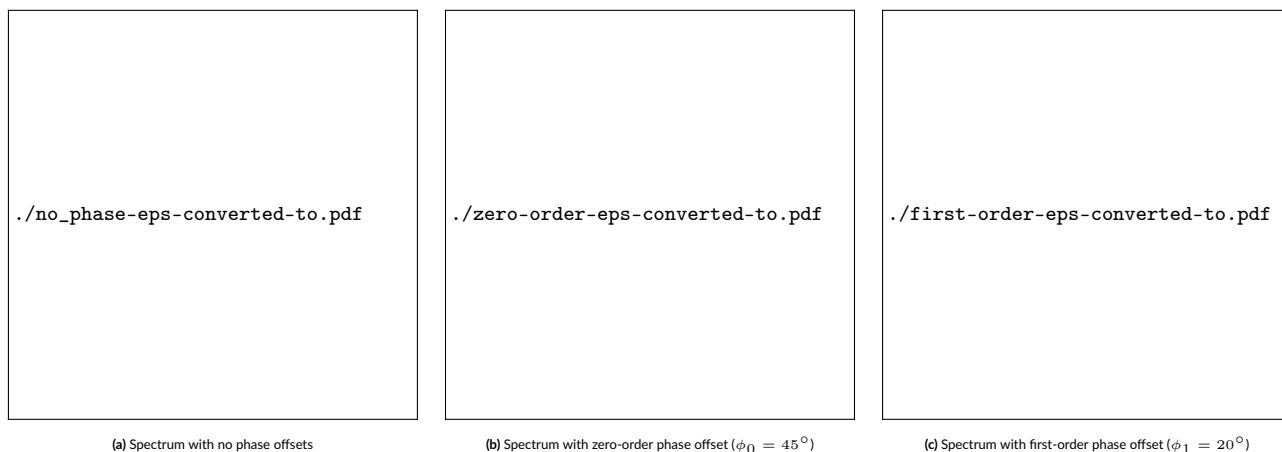 ./no_phase-eps-converted-to.pdf
./zero-order-eps-converted-to.pdf
./first-order-eps-converted-to.pdf
(a) Spectrum with no phase offsets
(b) Spectrum with zero-order phase offset (ϕ₀ = 45°)
(c) Spectrum with first-order phase offset (ϕ₁ = 20°)